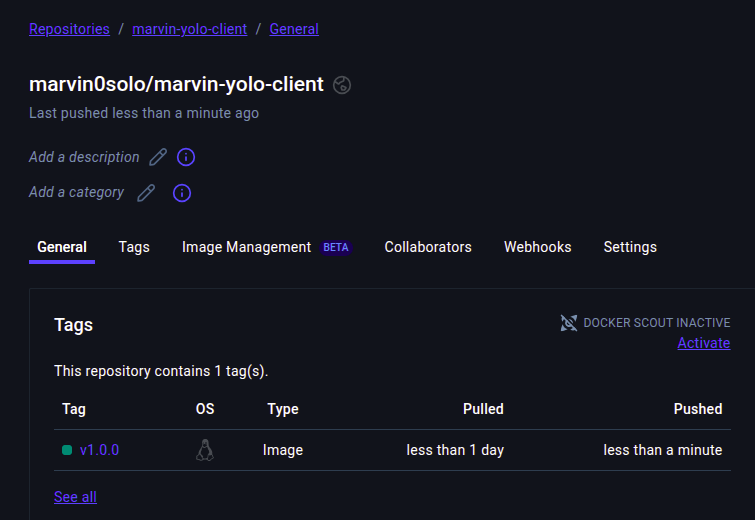 Repositories / marvin-yolo-client / General
marvin0solo/marvin-yolo-client
Last pushed less than a minute ago
Add a description
Add a category
General Tags Image Management BETA Collaborators Webhooks Settings
Tags
DOCKER SCOUT INACTIVE
Activate
This repository contains 1 tag(s).
Tag OS Type Pulled Pushed
v1.0.0 Image less than 1 day less than a minute
See all